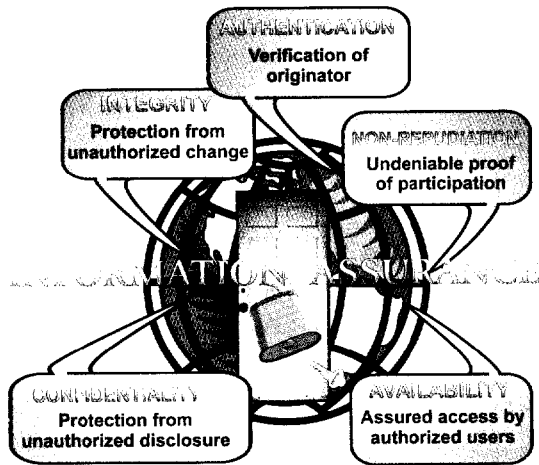 AUTHENTICATION
Verification of
originator
INTEGRITY
Protection from
unauthorized change
NON-REPUDIATION
Undeniable proof
of participation
INFORMATION ASSURANCE
CONFIDENTIALITY
Protection from
unauthorized disclosure
AVAILABILITY
Assured access by
authorized users